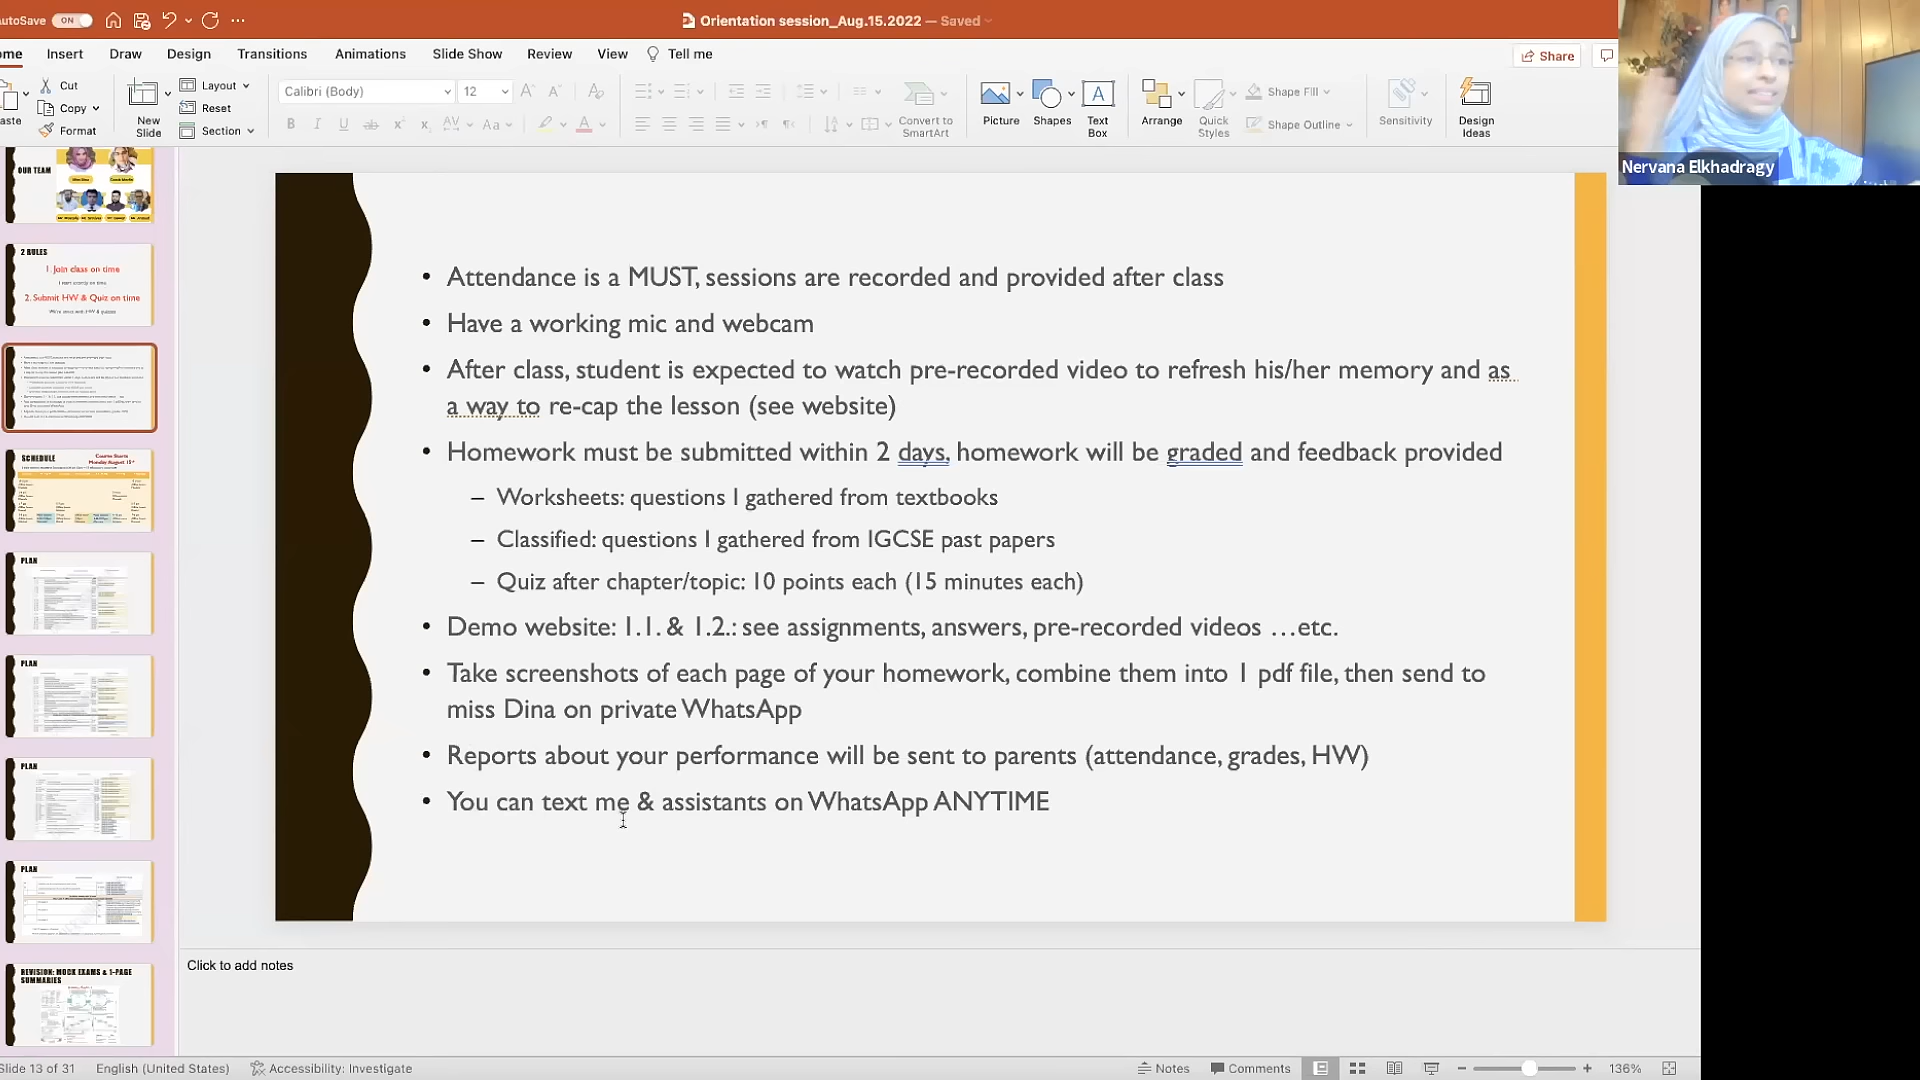 AutoSave ON
Orientation session_Aug.15.2022 — Saved
Home Insert Draw Design Transitions Animations Slide Show Review View Tell me
Share
Paste
Cut
Copy
Format
New
Slide
Layout
Reset
Section
Calibri (Body) 12
Convert to
SmartArt
Picture
Shapes
Text
Box
Arrange
Quick
Styles
Shape Fill
Shape Outline
Sensitivity
Design
Ideas
Nervana Elkhadragy
OUR TEAM
2 RULES
1. Join class on time
2. Submit HW & Quiz on time
SCHEDULE
Course Starts
Monday August 15
PLAN
PLAN
PLAN
PLAN
REVISION: MOCK EXAMS & 1-PAGE
SUMMARIES
• Attendance is a MUST, sessions are recorded and provided after class
• Have a working mic and webcam
• After class, student is expected to watch pre-recorded video to refresh his/her memory and as
a way to re-cap the lesson (see website)
• Homework must be submitted within 2 days, homework will be graded and feedback provided
– Worksheets: questions I gathered from textbooks
– Classified: questions I gathered from IGCSE past papers
– Quiz after chapter/topic: 10 points each (15 minutes each)
• Demo website: 1.1. & 1.2.: see assignments, answers, pre-recorded videos …etc.
• Take screenshots of each page of your homework, combine them into 1 pdf file, then send to
miss Dina on private WhatsApp
• Reports about your performance will be sent to parents (attendance, grades, HW)
• You can text me & assistants on WhatsApp ANYTIME
Click to add notes
Slide 13 of 31 English (United States) Accessibility: Investigate
Notes Comments 136%